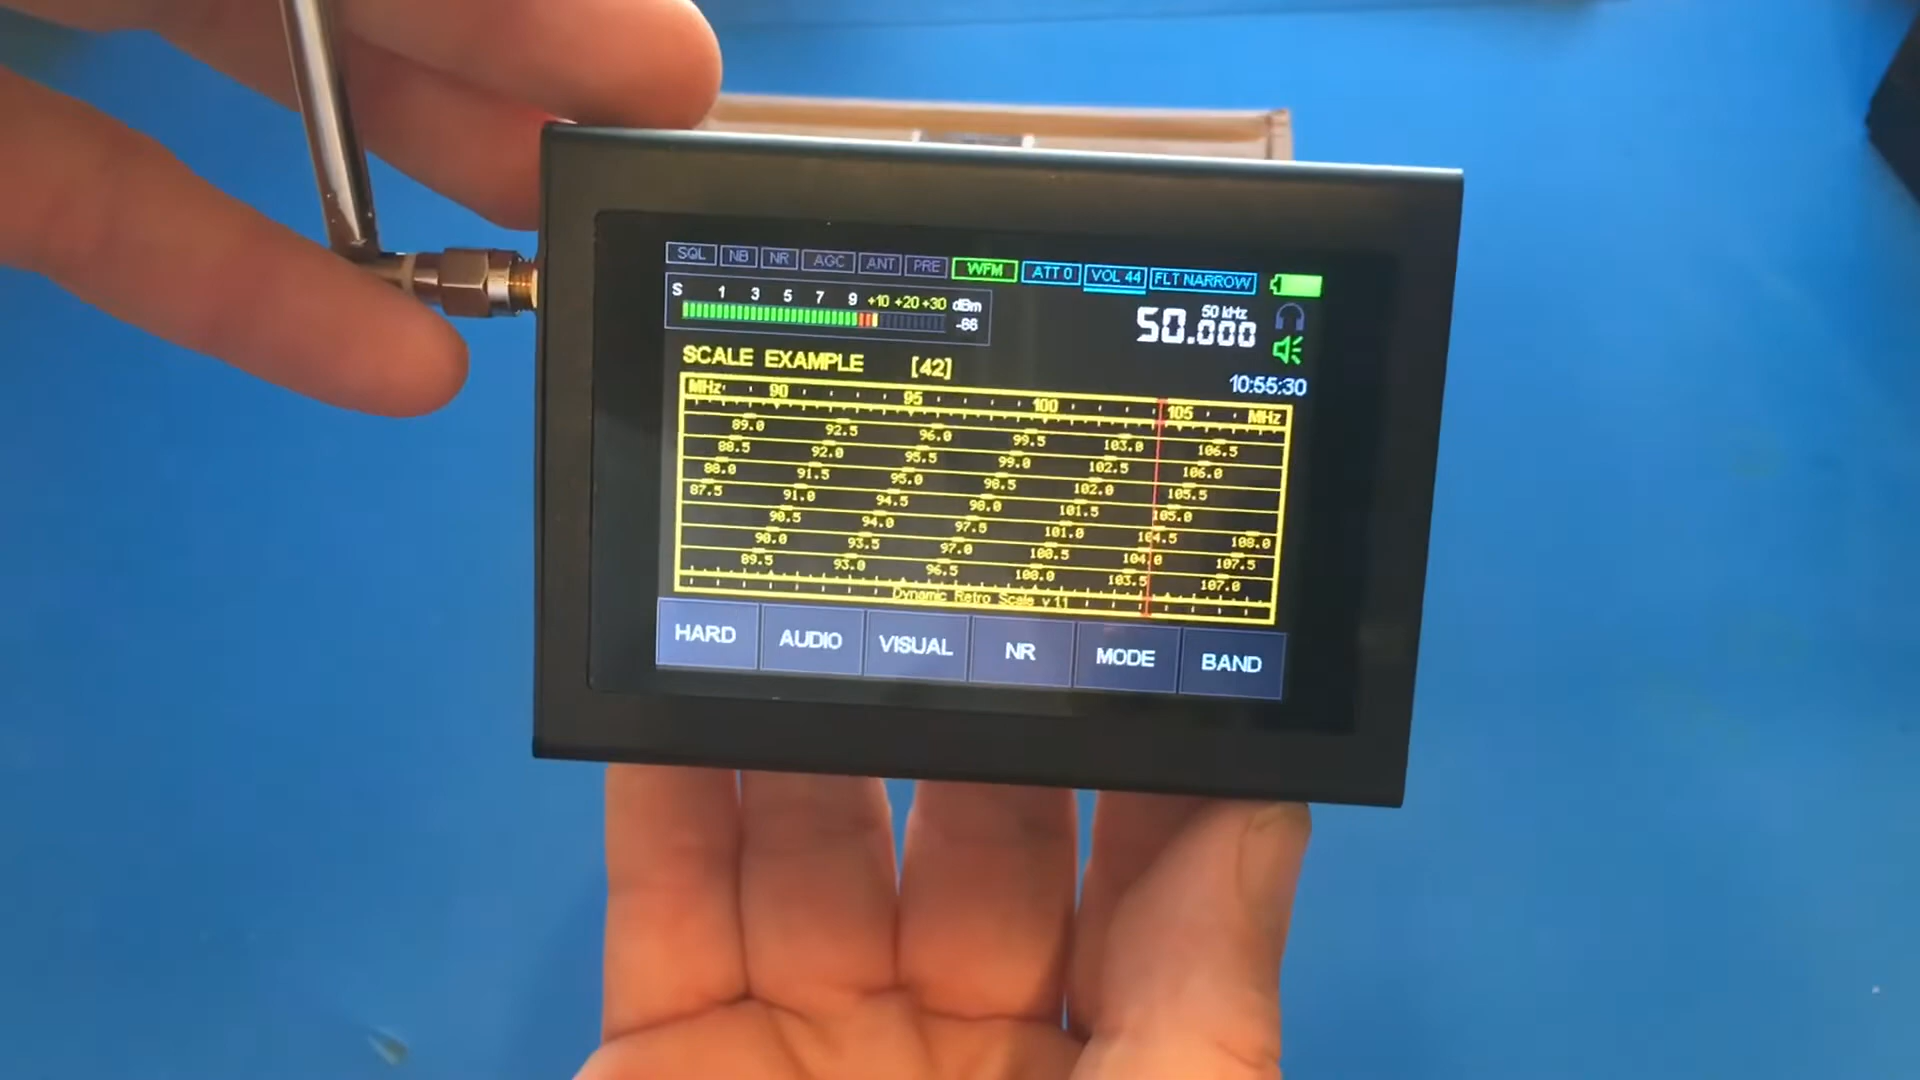 SQL NB NR AGC ANT PRE WFM ATT 0 VOL 44 FLT NARROW
S 1 3 5 7 9 +10 +20 +30 dBm
-66
50 kHz
50.000
10:55:30
SCALE EXAMPLE [42]
MHz 90 95 100 105 MHz
89.0 92.5 96.0 99.5 103.0 106.5
88.5 92.0 95.5 99.0 102.5 106.0
88.0 91.5 95.0 98.5 102.0 105.5
87.5 91.0 94.5 98.0 101.5 105.0
90.5 94.0 97.5 101.0 104.5 108.0
90.0 93.5 97.0 100.5 104.0 107.5
89.5 93.0 96.5 100.0 103.5 107.0
Dynamic Retro Scale v 1.1
HARD AUDIO VISUAL NR MODE BAND